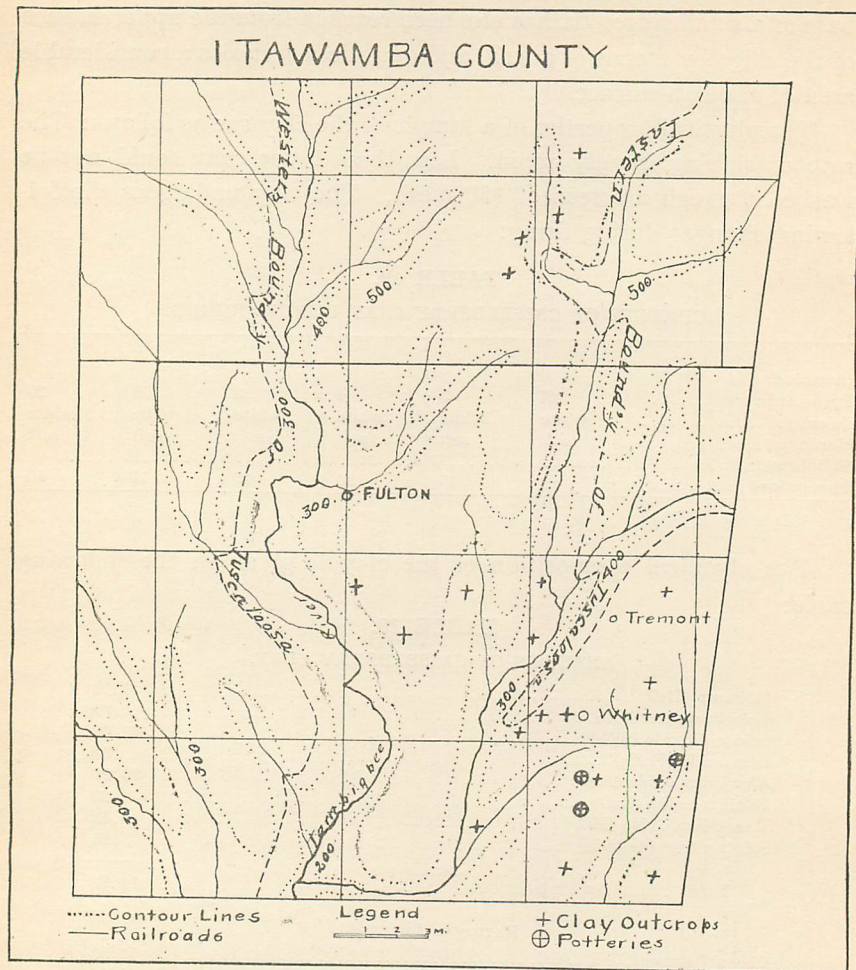 ITAWAMBA COUNTY
Western Bound'y of Tuscaloosa
Eastern Bound'y of Tuscaloosa
400
500
500
300
300
FULTON
400
Tremont
River
300
Whitney
300
300
Tombigbee
200
Contour Lines
Railroads
Legend
1 2 3 M.
+ Clay Outcrops
⊕ Potteries